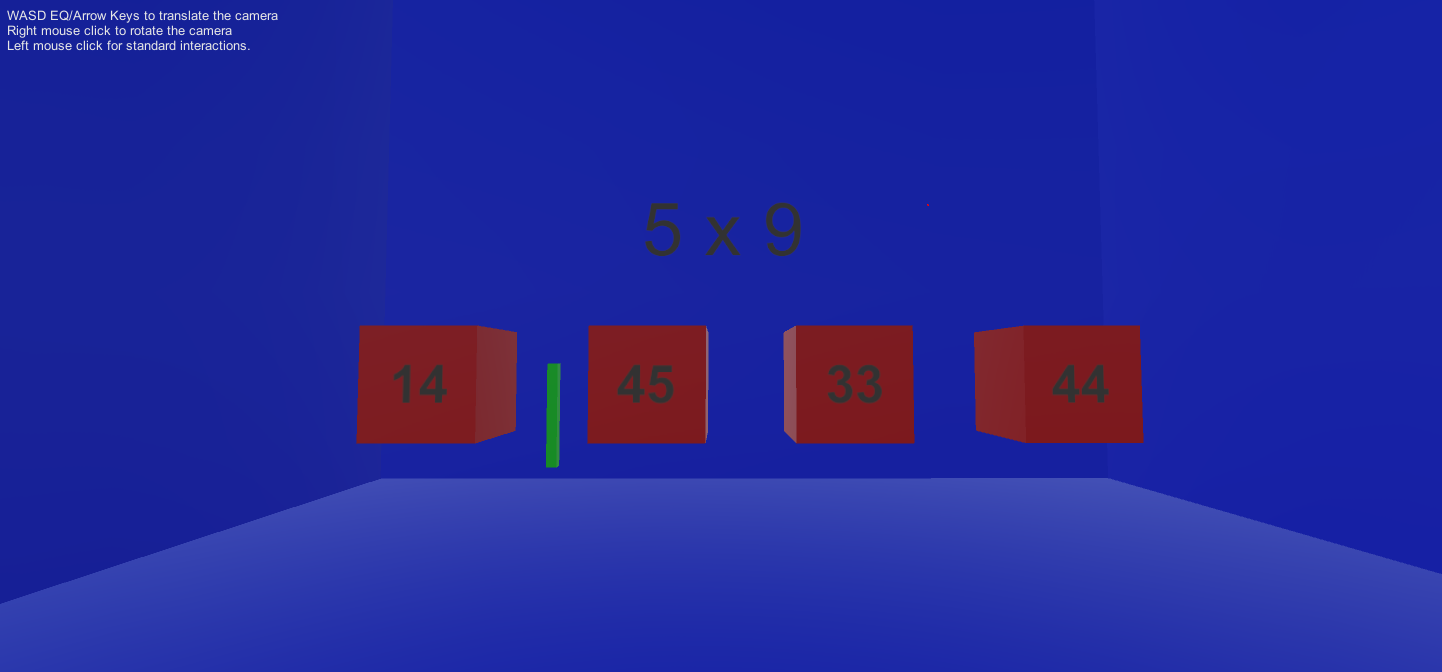 WASD EQ/Arrow Keys to translate the camera
Right mouse click to rotate the camera
Left mouse click for standard interactions.
5 x 9
14 45 33 44